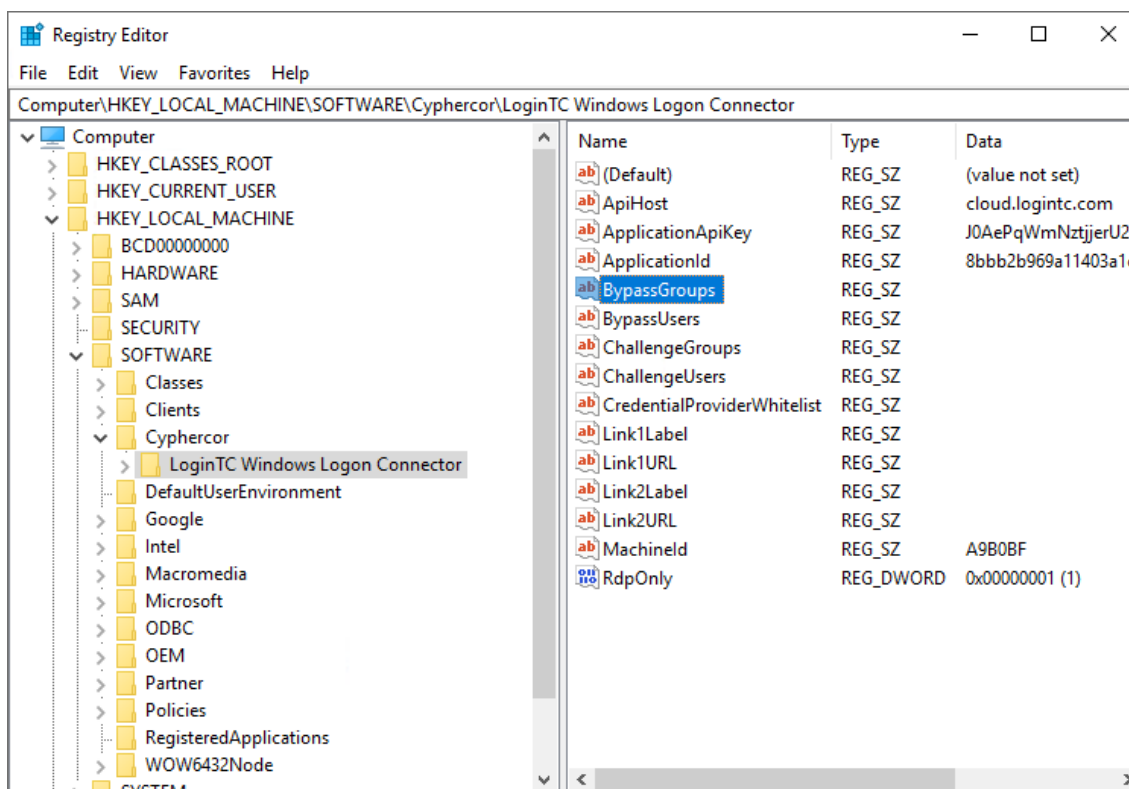 Registry Editor
File Edit View Favorites Help
Computer\HKEY_LOCAL_MACHINE\SOFTWARE\Cyphercor\LoginTC Windows Logon Connector
Computer
HKEY_CLASSES_ROOT
HKEY_CURRENT_USER
HKEY_LOCAL_MACHINE
BCD00000000
HARDWARE
SAM
SECURITY
SOFTWARE
Classes
Clients
Cyphercor
LoginTC Windows Logon Connector
DefaultUserEnvironment
Google
Intel
Macromedia
Microsoft
ODBC
OEM
Partner
Policies
RegisteredApplications
WOW6432Node
SYSTEM
Name Type Data
(Default) REG_SZ (value not set)
ApiHost REG_SZ cloud.logintc.com
ApplicationApiKey REG_SZ J0AePqWmNztjjerU2
ApplicationId REG_SZ 8bbb2b969a11403a1
BypassGroups REG_SZ
BypassUsers REG_SZ
ChallengeGroups REG_SZ
ChallengeUsers REG_SZ
CredentialProviderWhitelist REG_SZ
Link1Label REG_SZ
Link1URL REG_SZ
Link2Label REG_SZ
Link2URL REG_SZ
MachineId REG_SZ A9B0BF
RdpOnly REG_DWORD 0x00000001 (1)